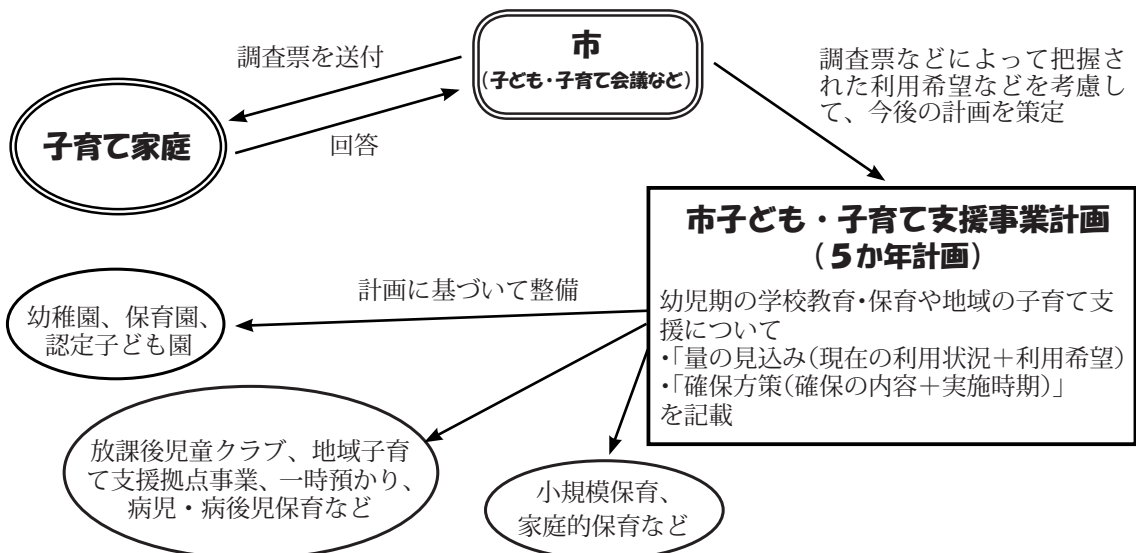 市
(子ども・子育て会議など)
調査票を送付
調査票などによって把握さ
れた利用希望などを考慮し
て、今後の計画を策定
子育て家庭
回答
市子ども・子育て支援事業計画
(5か年計画)
幼児期の学校教育・保育や地域の子育て支
援について
・「量の見込み(現在の利用状況+利用希望)
・「確保方策(確保の内容+実施時期)」
を記載
計画に基づいて整備
幼稚園、保育園、
認定子ども園
放課後児童クラブ、地域子育
て支援拠点事業、一時預かり、
病児・病後児保育など
小規模保育、
家庭的保育など